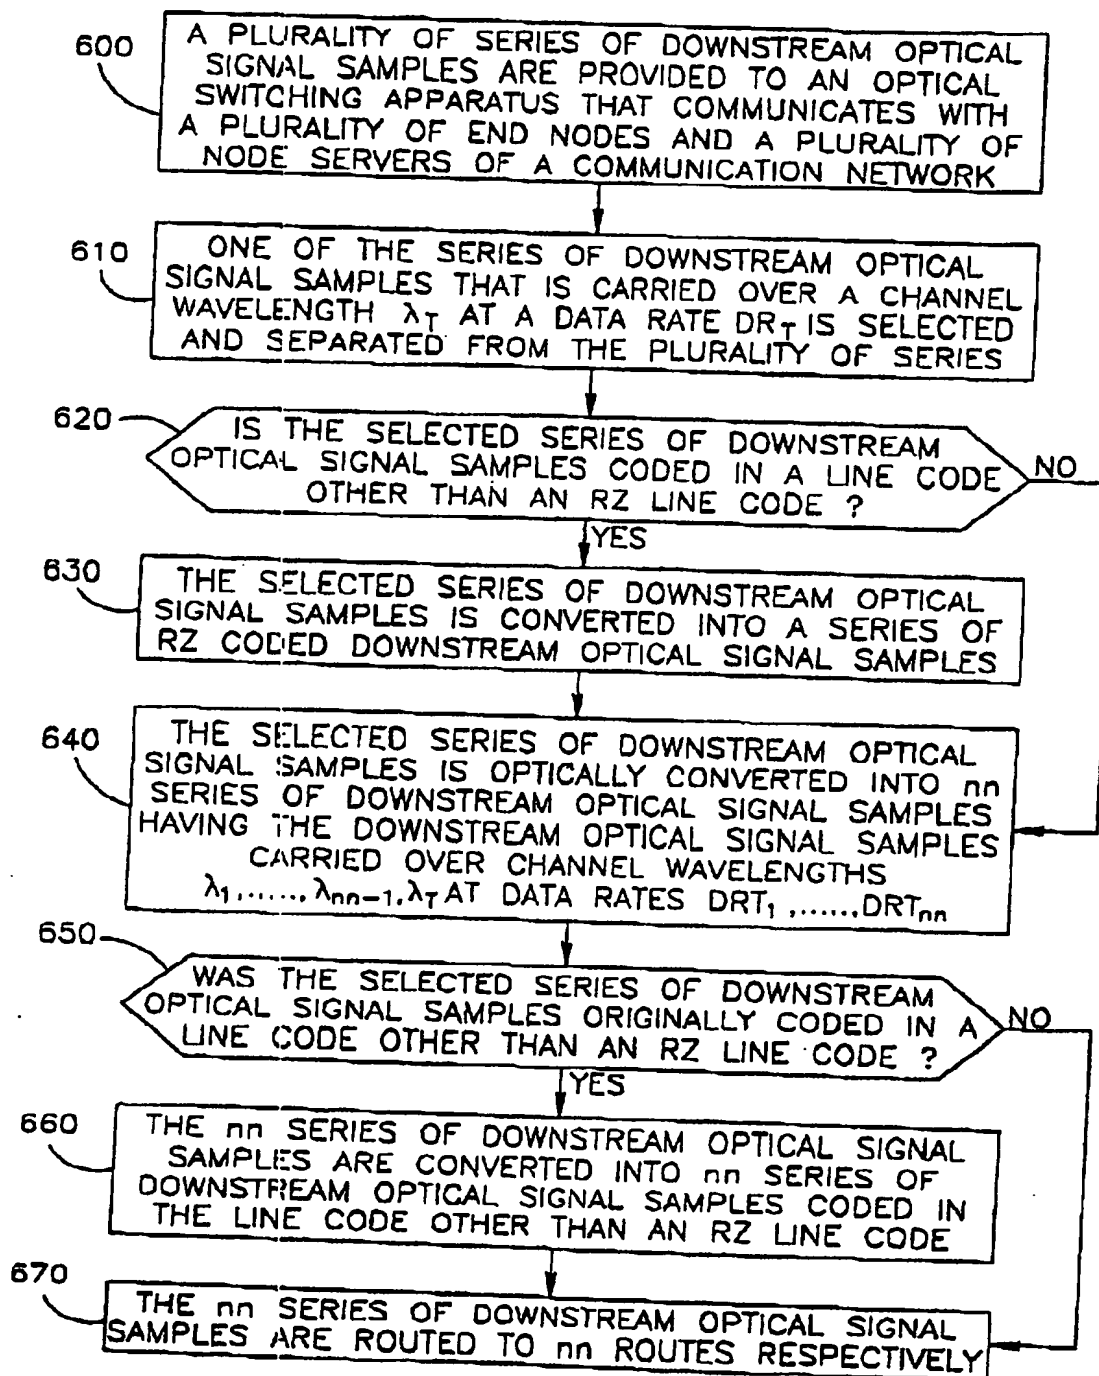 600
A PLURALITY OF SERIES OF DOWNSTREAM OPTICAL
SIGNAL SAMPLES ARE PROVIDED TO AN OPTICAL
SWITCHING APPARATUS THAT COMMUNICATES WITH
A PLURALITY OF END NODES AND A PLURALITY OF
NODE SERVERS OF A COMMUNICATION NETWORK
610
ONE OF THE SERIES OF DOWNSTREAM OPTICAL
SIGNAL SAMPLES THAT IS CARRIED OVER A CHANNEL
WAVELENGTH λT AT A DATA RATE DRT IS SELECTED
AND SEPARATED FROM THE PLURALITY OF SERIES
620
IS THE SELECTED SERIES OF DOWNSTREAM
OPTICAL SIGNAL SAMPLES CODED IN A LINE CODE
OTHER THAN AN RZ LINE CODE ?
NO
YES
630
THE SELECTED SERIES OF DOWNSTREAM OPTICAL
SIGNAL SAMPLES IS CONVERTED INTO A SERIES OF
RZ CODED DOWNSTREAM OPTICAL SIGNAL SAMPLES
640
THE SELECTED SERIES OF DOWNSTREAM OPTICAL
SIGNAL SAMPLES IS OPTICALLY CONVERTED INTO nn
SERIES OF DOWNSTREAM OPTICAL SIGNAL SAMPLES
HAVING THE DOWNSTREAM OPTICAL SIGNAL SAMPLES
CARRIED OVER CHANNEL WAVELENGTHS
λ1,......,λnn-1,λT AT DATA RATES DRT1,......,DRTnn
650
WAS THE SELECTED SERIES OF DOWNSTREAM
OPTICAL SIGNAL SAMPLES ORIGINALLY CODED IN A
LINE CODE OTHER THAN AN RZ LINE CODE ?
NO
YES
660
THE nn SERIES OF DOWNSTREAM OPTICAL SIGNAL
SAMPLES ARE CONVERTED INTO nn SERIES OF
DOWNSTREAM OPTICAL SIGNAL SAMPLES CODED IN
THE LINE CODE OTHER THAN AN RZ LINE CODE
670
THE nn SERIES OF DOWNSTREAM OPTICAL SIGNAL
SAMPLES ARE ROUTED TO nn ROUTES RESPECTIVELY